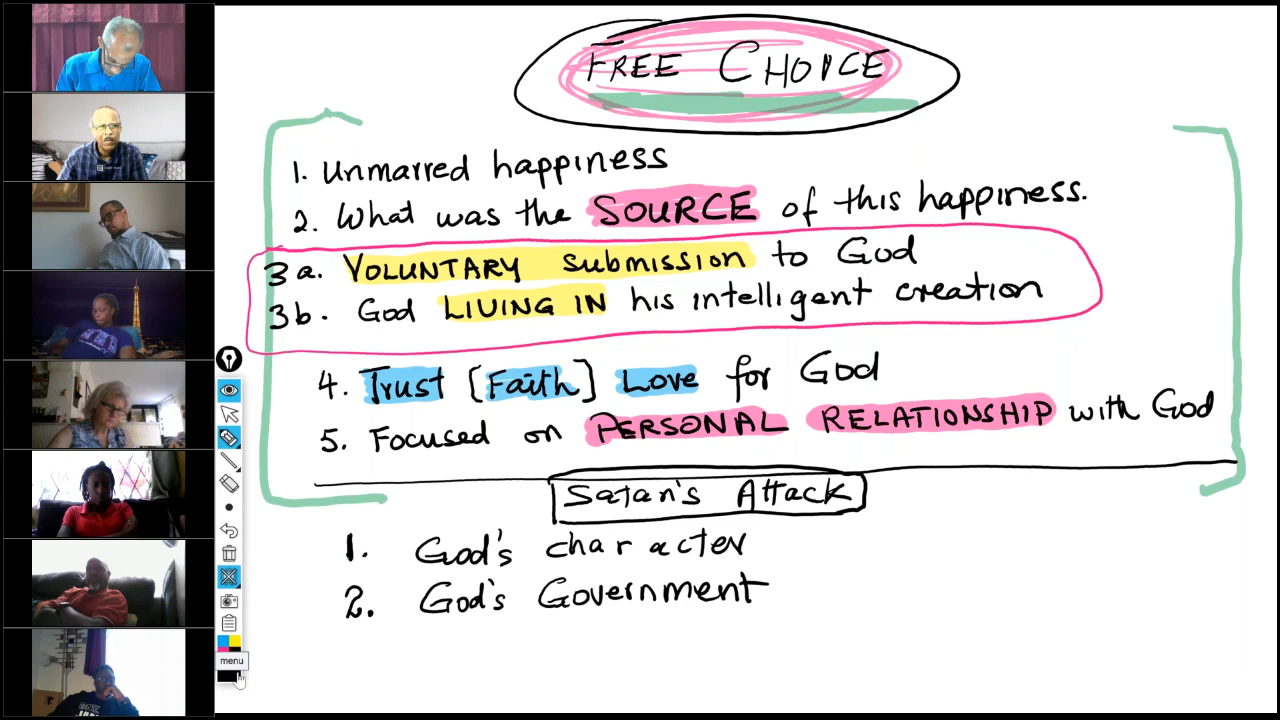 FREE CHOICE
1. Unmarred happiness
2. What was the SOURCE of this happiness.
3a. VOLUNTARY submission to God
3b. God LIVING IN his intelligent creation
4. Trust [Faith] Love for God
5. Focused on PERSONAL RELATIONSHIP with God
Satan's Attack
1. God's character
2. God's Government
menu